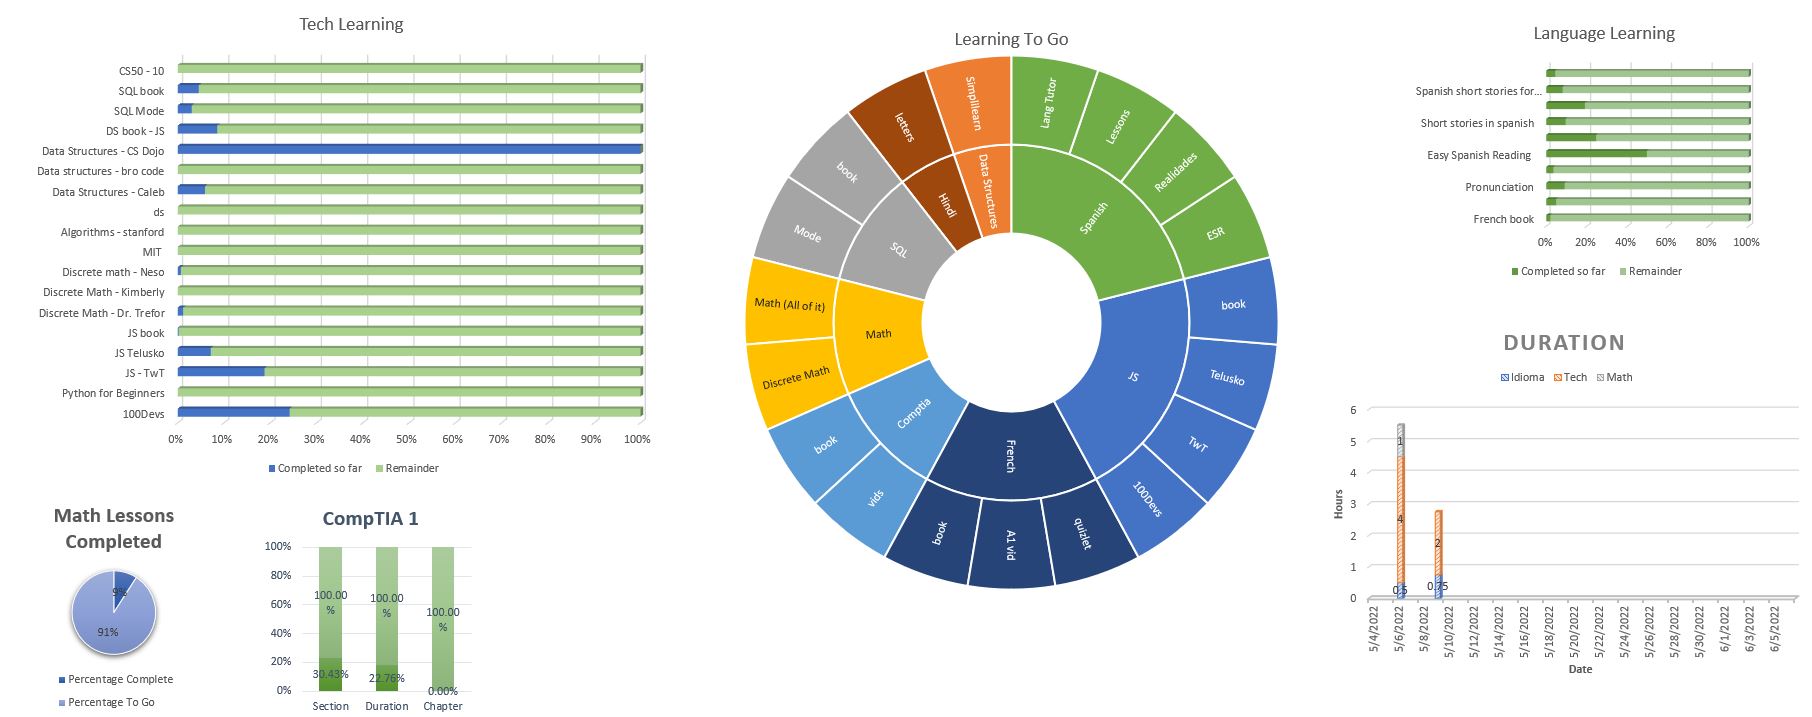 Tech Learning
CS50 - 10
SQL book
SQL Mode
DS book - JS
Data Structures - CS Dojo
Data structures - bro code
Data Structures - Caleb
ds
Algorithms - stanford
MIT
Discrete math - Neso
Discrete Math - Kimberly
Discrete Math - Dr. Trefor
JS book
JS Telusko
JS - TwT
Python for Beginners
100Devs
0% 10% 20% 30% 40% 50% 60% 70% 80% 90% 100%
Completed so far Remainder
Math Lessons
Completed
9%
91%
Percentage Complete
Percentage To Go
CompTIA 1
100%
80%
60%
40%
20%
0%
100.00
%
100.00
%
100.00
%
30.43%
22.76%
0.00%
Section Duration Chapter
Learning To Go
Spanish
Lang Tutor
Lessons
Realidades
ESR
JS
book
Telusko
TwT
100Devs
French
quizlet
A1 vid
book
Comptia
vids
book
Math
Discrete Math
Math (All of it)
SQL
Mode
book
Hindi
letters
Data Structures
Simplilearn
Language Learning
Spanish short stories for...
Short stories in spanish
Easy Spanish Reading
Pronunciation
French book
0% 20% 40% 60% 80% 100%
Completed so far Remainder
DURATION
Idioma Tech Math
Hours
6
5
4
3
2
1
0
1
4
0.5
2
0.75
5/4/2022
5/6/2022
5/8/2022
5/10/2022
5/12/2022
5/14/2022
5/16/2022
5/18/2022
5/20/2022
5/22/2022
5/24/2022
5/26/2022
5/28/2022
5/30/2022
6/1/2022
6/3/2022
6/5/2022
Date